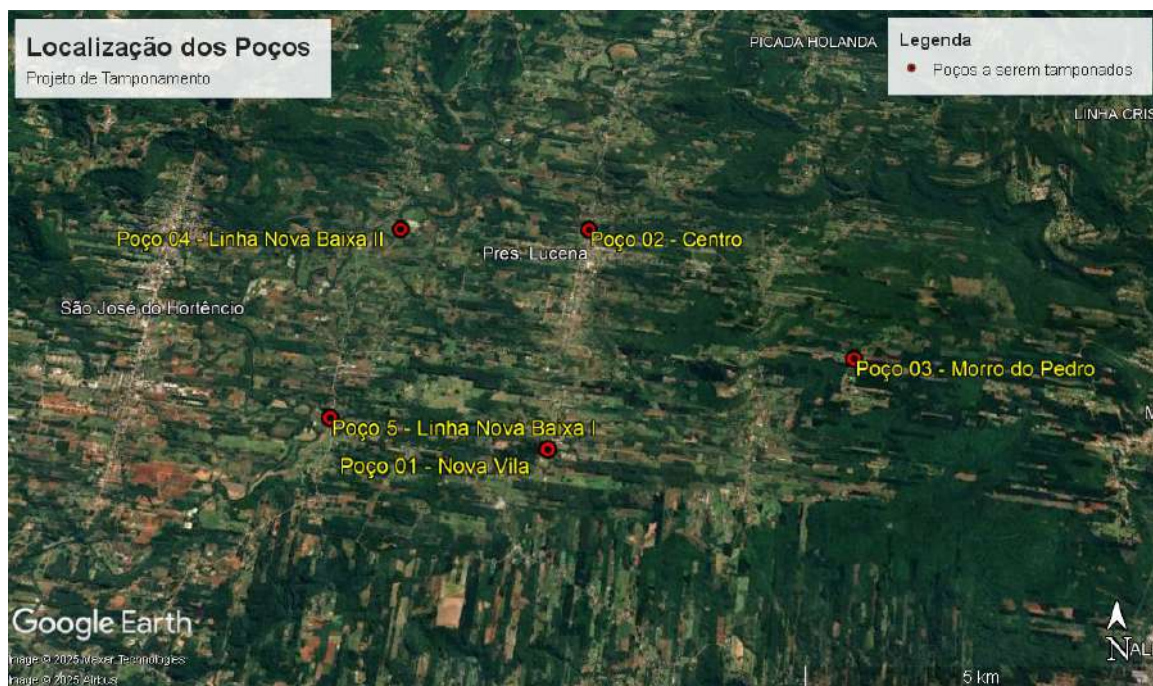 Localização dos Poços
Projeto de Tamponamento
PICADA HOLANDA
Legenda
Poços a serem tamponados
LINHA CRIS
Poço 04 - Linha Nova Baixa II
Poço 02 - Centro
Pres. Lucena
São José do Hortêncio
Poço 03 - Morro do Pedro
Poço 5 - Linha Nova Baixa I
Poço 01 - Nova Vila
Google Earth
Image © 2025 Maxar Technologies
Image © 2025 Airbus
N
5 km